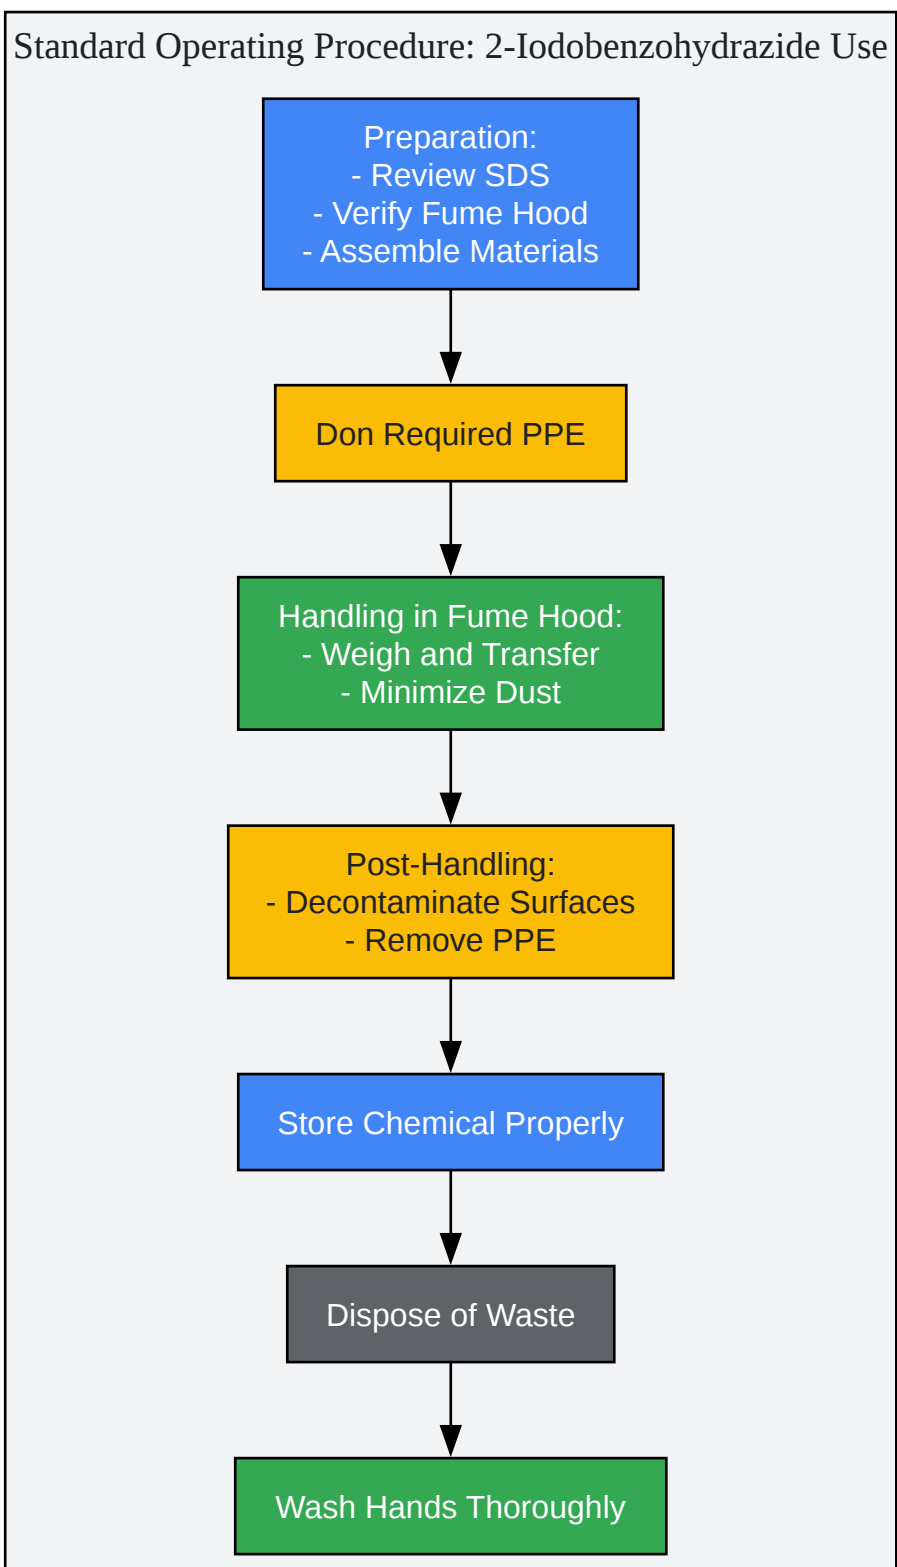 Standard Operating Procedure: 2-Iodobenzohydrazide Use
Preparation:
- Review SDS
- Verify Fume Hood
- Assemble Materials
Don Required PPE
Handling in Fume Hood:
- Weigh and Transfer
- Minimize Dust
Post-Handling:
- Decontaminate Surfaces
- Remove PPE
Store Chemical Properly
Dispose of Waste
Wash Hands Thoroughly